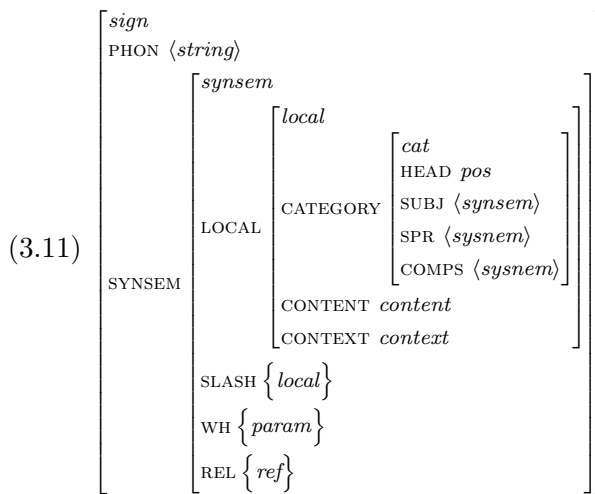 sign
PHON ⟨string⟩
synsem
local
cat
HEAD pos
SUBJ ⟨synsem⟩
CATEGORY
SPR ⟨sysnem⟩
LOCAL
(3.11)
COMPS ⟨sysnem⟩
SYNSEM
CONTENT content
CONTEXT context
SLASH {local}
WH {param}
REL {ref}